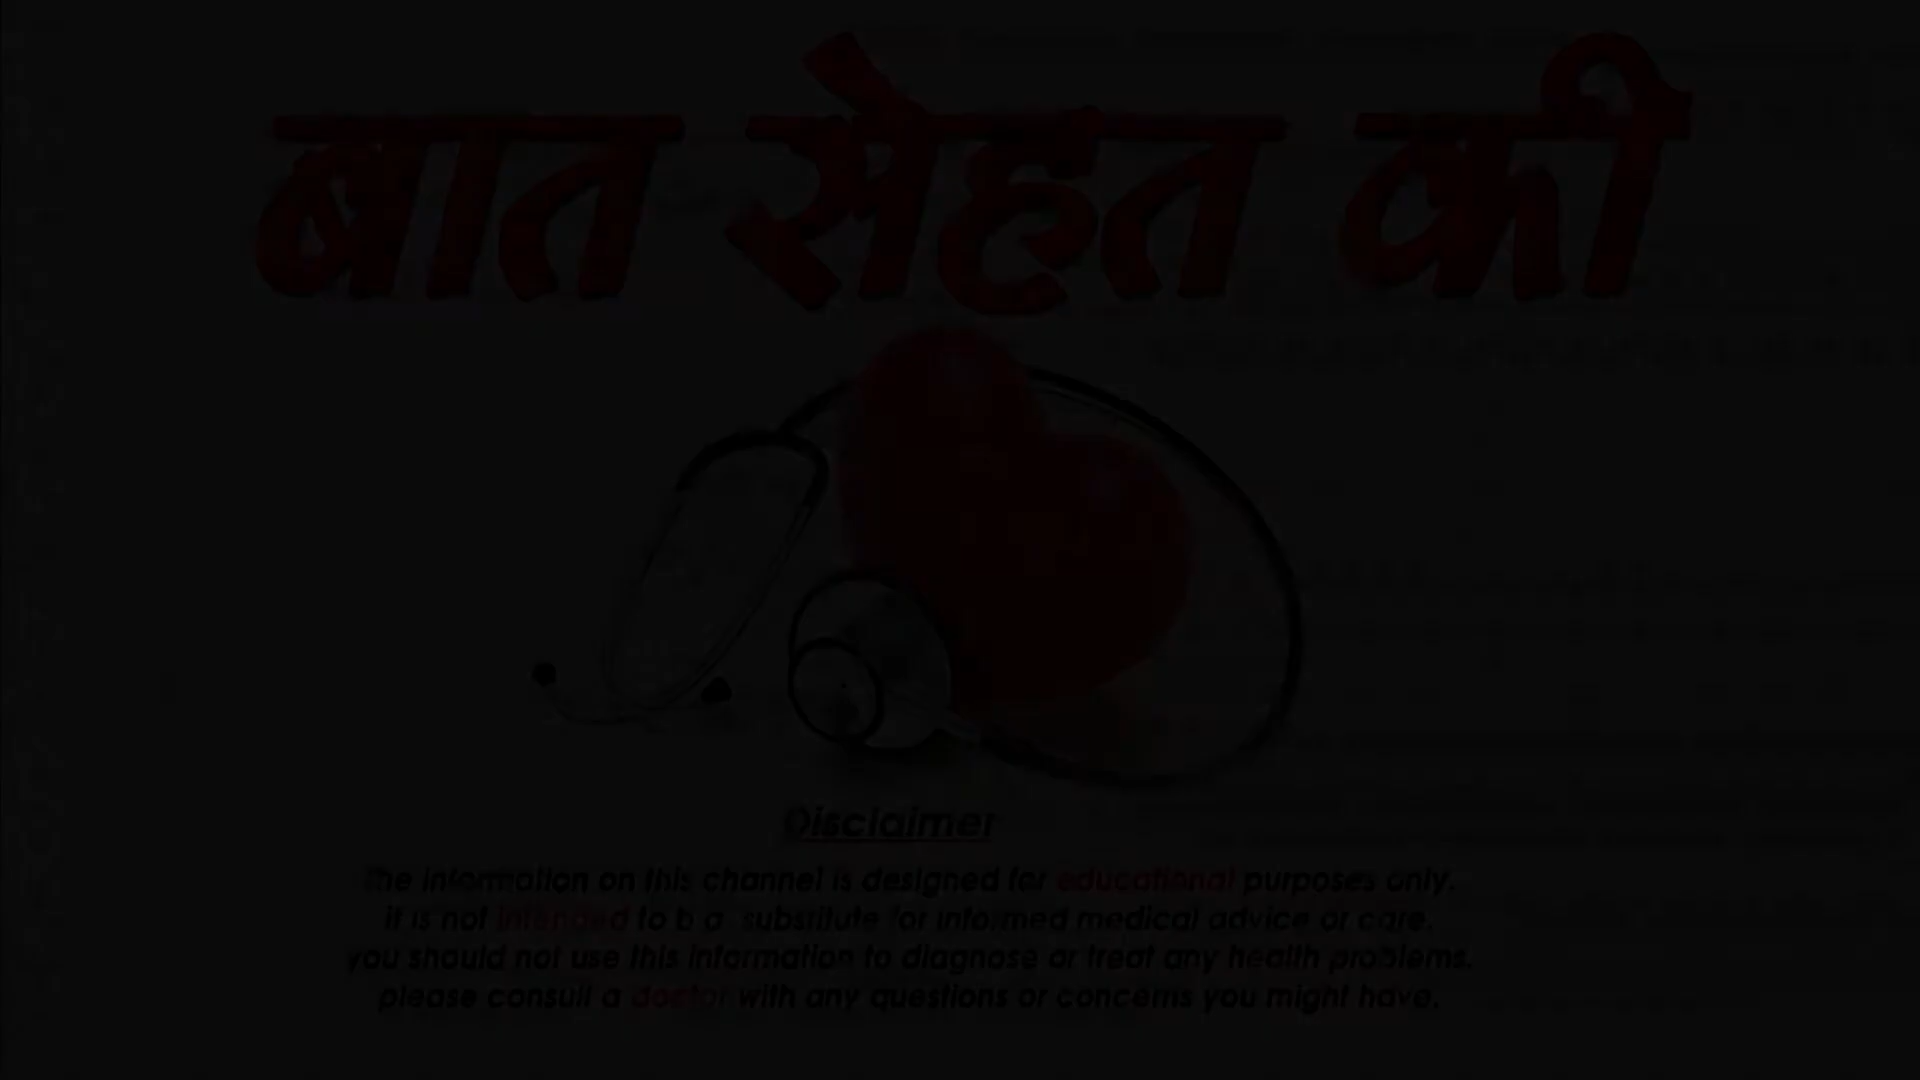 बात सेहत की
Disclaimer
The information on this channel is designed for educational purposes only.
it is not intended to b a substitute for informed medical advice or care.
you should not use this information to diagnose or treat any health problems.
please consult a doctor with any questions or concerns you might have.